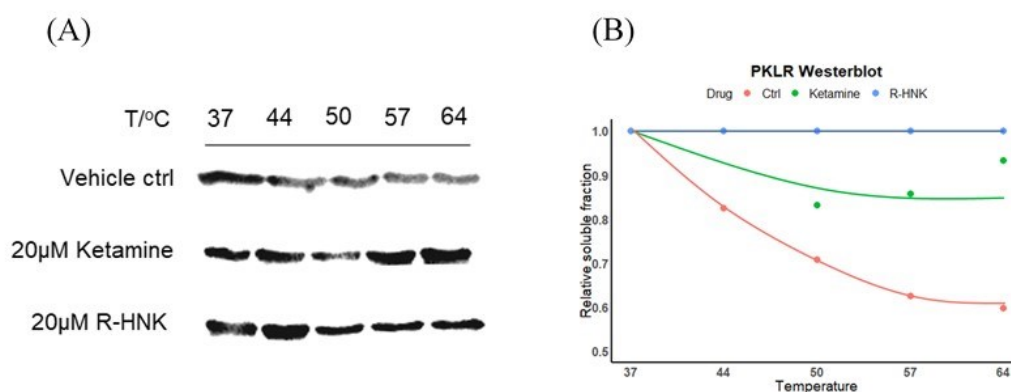 (A)
T/°C 37 44 50 57 64
Vehicle ctrl
20µM Ketamine
20µM R-HNK
(B)
PKLR Westerblot
Drug Ctrl Ketamine R-HNK
Relative soluble fraction
1.0
0.9
0.8
0.7
0.6
0.5
37 44 50 57 64
Temperature